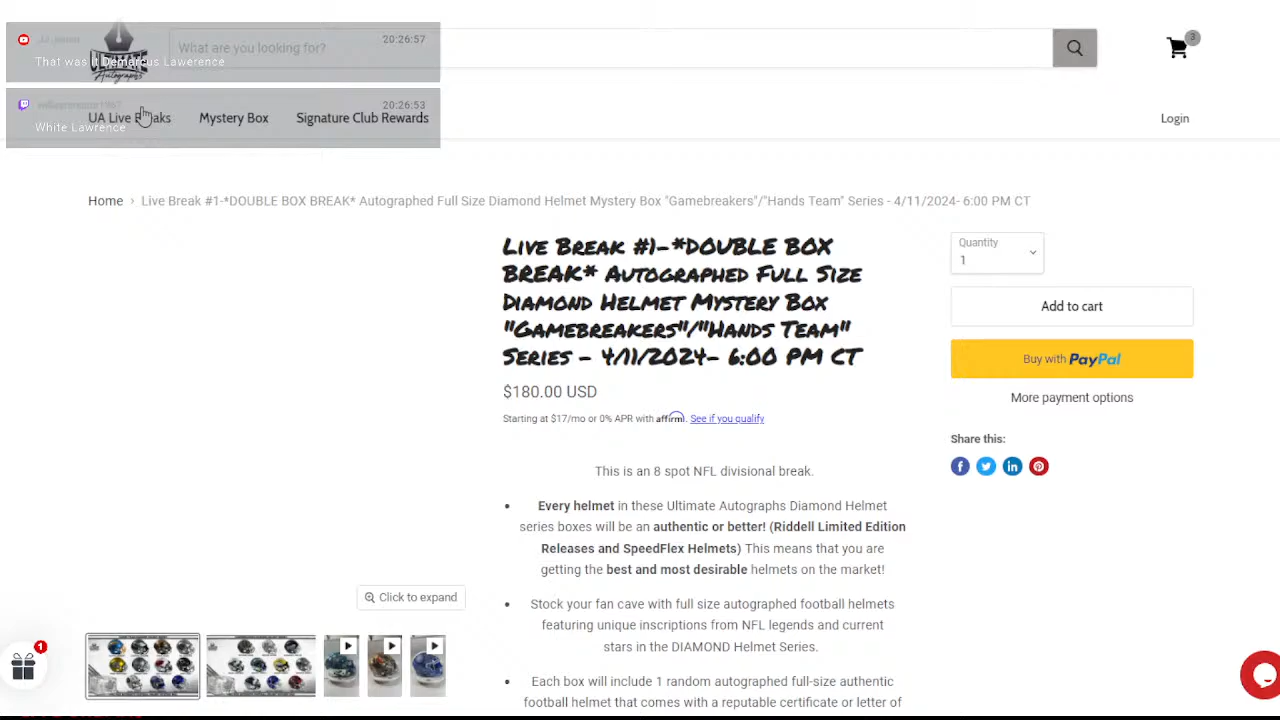 20:26:57
That was it Demarcus Lawerence
ULTIMATE
Autographs
What are you looking for?
3
20:26:53
White Lawrence
UA Live Breaks
Mystery Box
Signature Club Rewards
Login
Home › Live Break #1-*DOUBLE BOX BREAK* Autographed Full Size Diamond Helmet Mystery Box "Gamebreakers"/"Hands Team" Series - 4/11/2024- 6:00 PM CT
Live Break #1-*DOUBLE BOX
BREAK* Autographed Full Size
Diamond Helmet Mystery Box
"Gamebreakers"/"Hands Team"
Series - 4/11/2024- 6:00 PM CT
$180.00 USD
Starting at $17/mo or 0% APR with affirm. See if you qualify
Quantity
1
Add to cart
Buy with PayPal
More payment options
Share this:
This is an 8 spot NFL divisional break.
• Every helmet in these Ultimate Autographs Diamond Helmet
series boxes will be an authentic or better! (Riddell Limited Edition
Releases and SpeedFlex Helmets) This means that you are
getting the best and most desirable helmets on the market!
• Stock your fan cave with full size autographed football helmets
featuring unique inscriptions from NFL legends and current
stars in the DIAMOND Helmet Series.
• Each box will include 1 random autographed full-size authentic
football helmet that comes with a reputable certificate or letter of
Click to expand
1